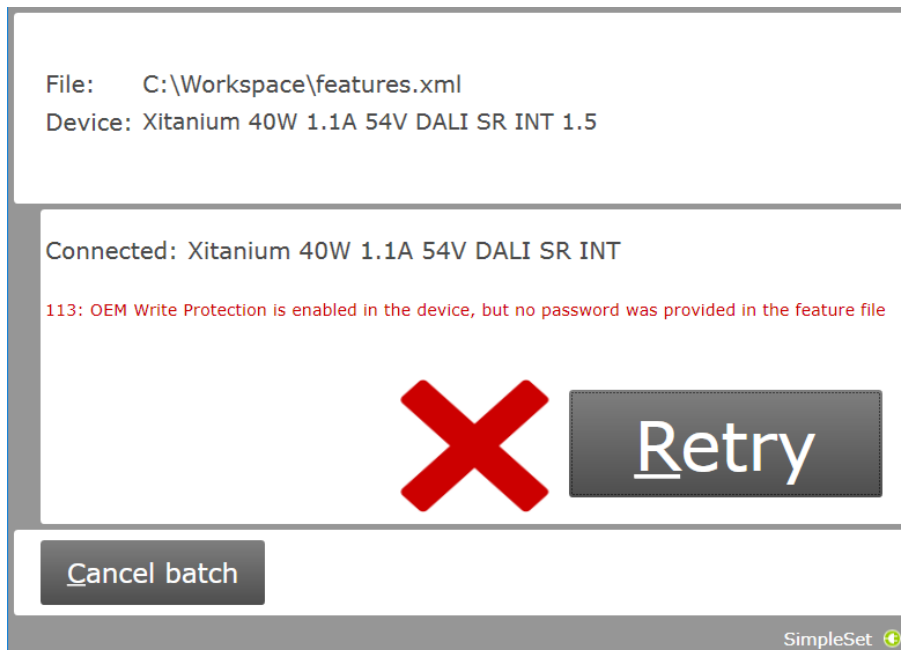 File: C:\Workspace\features.xml
Device: Xitanium 40W 1.1A 54V DALI SR INT 1.5
Connected: Xitanium 40W 1.1A 54V DALI SR INT
113: OEM Write Protection is enabled in the device, but no password was provided in the feature file
Retry
Cancel batch
SimpleSet